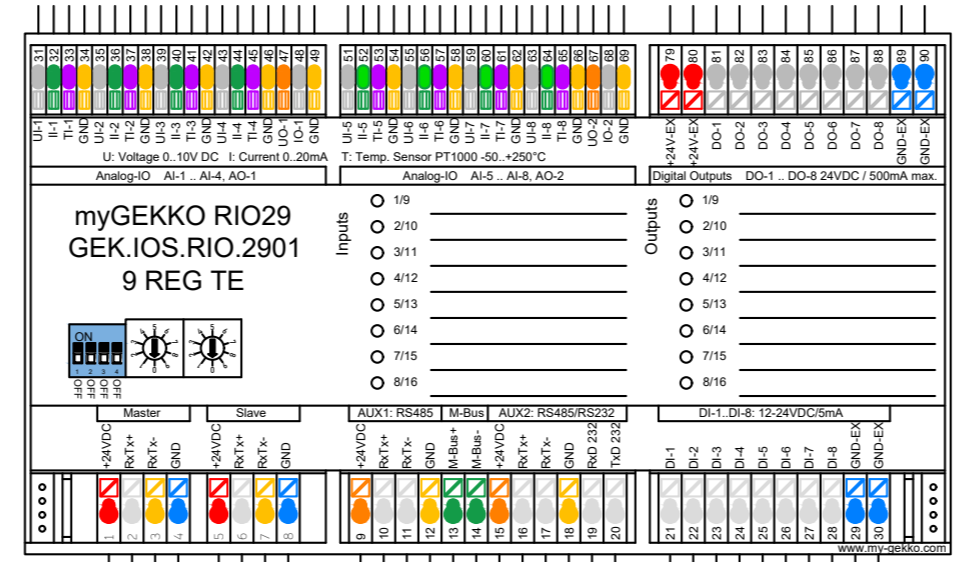 31 32 33 34 35 36 37 38 39 40 41 42 43 44 45 46 47 48 49
51 52 53 54 55 56 57 58 59 60 61 62 63 64 65 66 67 68 69
79 80 81 82 83 84 85 86 87 88 89 90
UI-1 II-1 TI-1 GND UI-2 II-2 TI-2 GND UI-3 II-3 TI-3 GND UI-4 II-4 TI-4 GND UO-1 IO-1 GND
UI-5 II-5 TI-5 GND UI-6 II-6 TI-6 GND UI-7 II-7 TI-7 GND UI-8 II-8 TI-8 GND UO-2 IO-2 GND
+24V-EX +24V-EX DO-1 DO-2 DO-3 DO-4 DO-5 DO-6 DO-7 DO-8 GND-EX GND-EX
U: Voltage 0..10V DC I: Current 0..20mA T: Temp. Sensor PT1000 -50..+250°C
Analog-IO AI-1 .. AI-4, AO-1
Analog-IO AI-5 .. AI-8, AO-2
Digital Outputs DO-1 .. DO-8 24VDC / 500mA max.
myGEKKO RIO29
GEK.IOS.RIO.2901
9 REG TE
ON
1 2 3 4
OFF OFF OFF OFF
Inputs
1/9
2/10
3/11
4/12
5/13
6/14
7/15
8/16
Outputs
1/9
2/10
3/11
4/12
5/13
6/14
7/15
8/16
Master
Slave
AUX1: RS485
M-Bus
AUX2: RS485/RS232
DI-1..DI-8: 12-24VDC/5mA
+24VDC RxTx+ RxTx- GND
+24VDC RxTx+ RxTx- GND
+24VDC RxTx+ RxTx- GND M-Bus+ M-Bus- +24VDC RxTx+ RxTx- GND RxD 232 TxD 232
DI-1 DI-2 DI-3 DI-4 DI-5 DI-6 DI-7 DI-8 GND-EX GND-EX
1 2 3 4
5 6 7 8
9 10 11 12 13 14 15 16 17 18 19 20
21 22 23 24 25 26 27 28 29 30
www.my-gekko.com